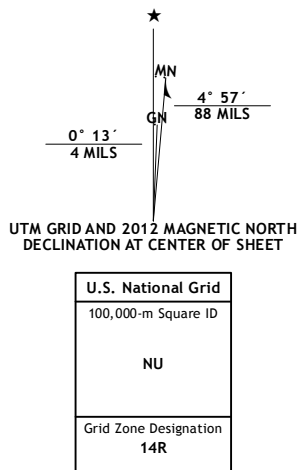 ★
MN
GN
4° 57´
88 MILS
0° 13´
4 MILS
UTM GRID AND 2012 MAGNETIC NORTH
DECLINATION AT CENTER OF SHEET
U.S. National Grid
100,000-m Square ID
NU
Grid Zone Designation
14R